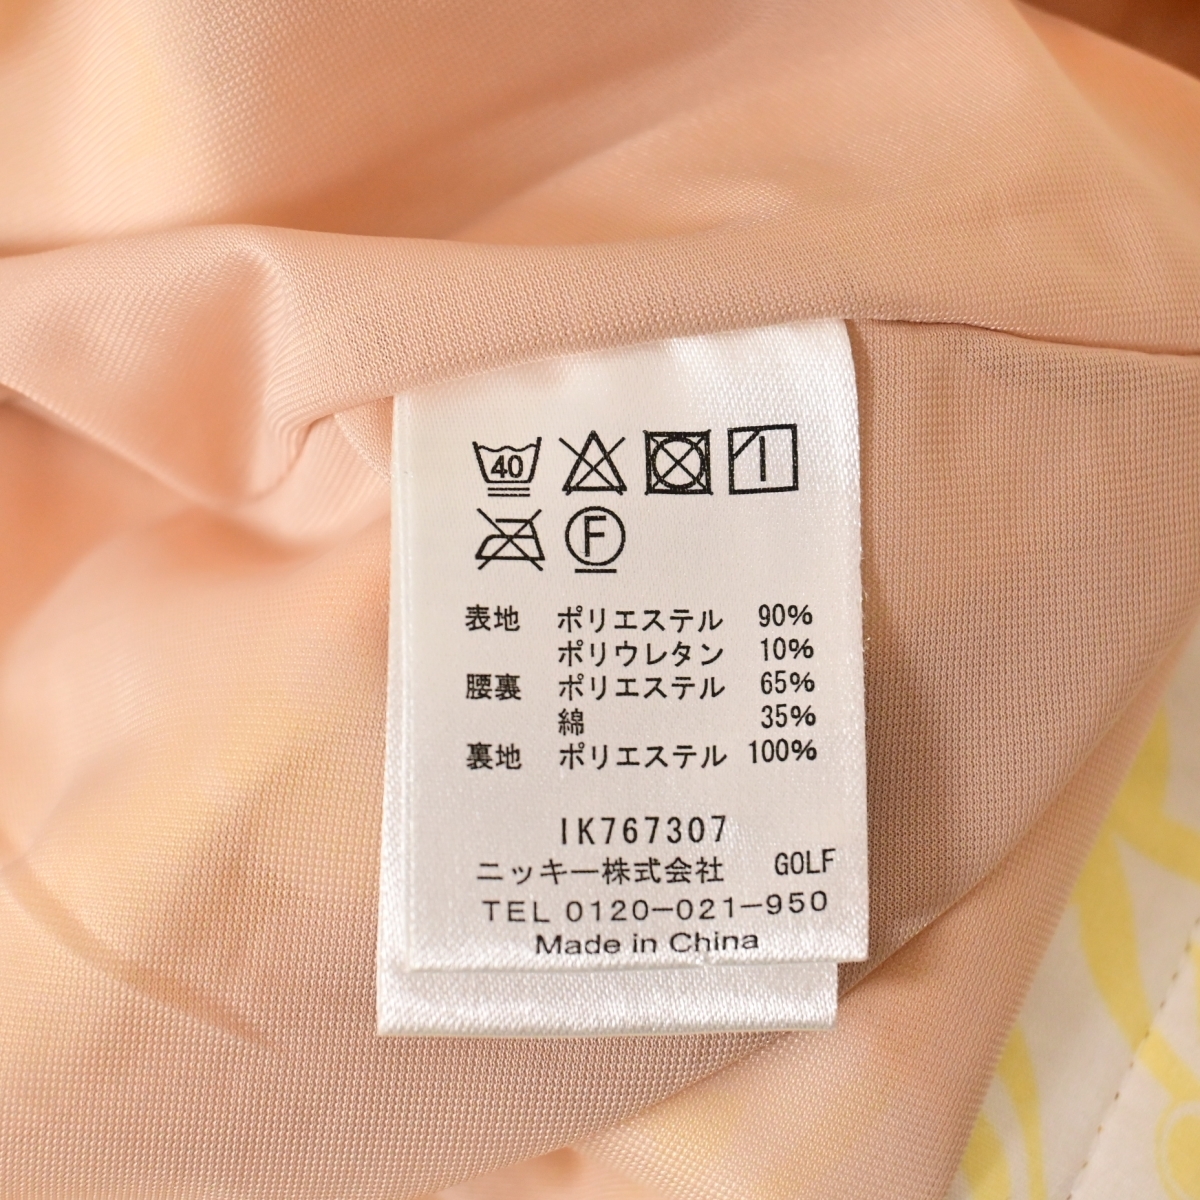 40
F
表地 ポリエステル 90%
ポリウレタン 10%
腰裏 ポリエステル 65%
綿 35%
裏地 ポリエステル 100%
IK767307
ニッキー株式会社 GOLF
TEL 0120-021-950
Made in China